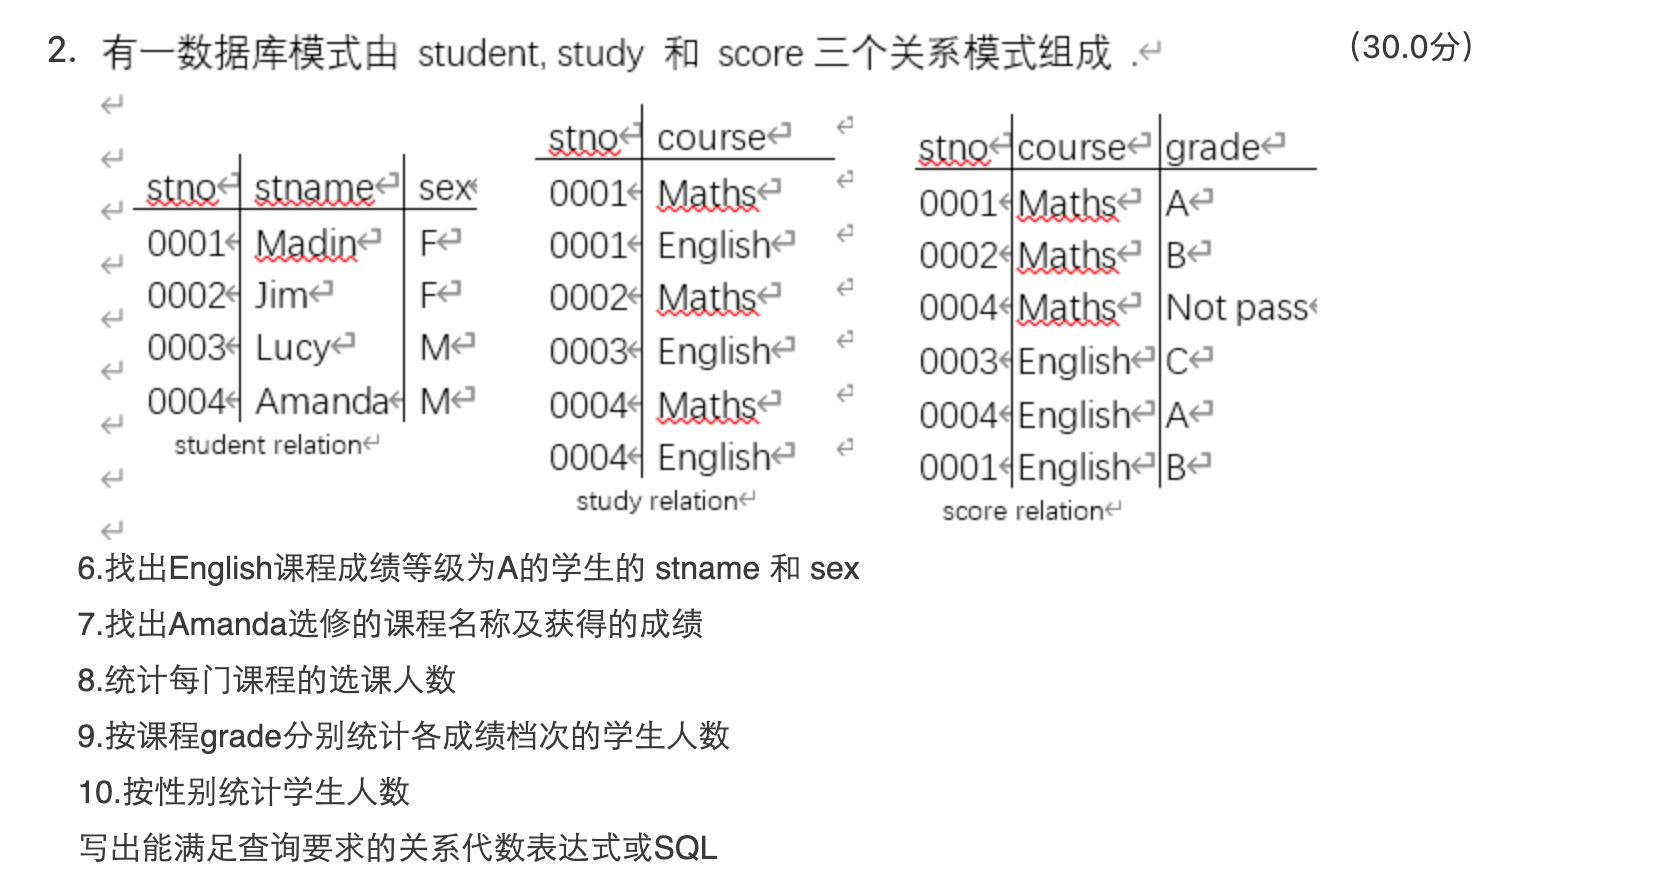 2. 有一数据库模式由 student, study 和 score 三个关系模式组成 .↵ (30.0分)
stno↵ stname↵ sex
0001 Madin↵ F↵
0002 Jim↵ F↵
0003 Lucy↵ M↵
0004 Amanda M↵
student relation↵
stno↵ course↵
0001 Maths↵
0001 English↵
0002 Maths↵
0003 English↵
0004 Maths↵
0004 English↵
study relation↵
stno↵ course↵ grade↵
0001 Maths↵ A↵
0002 Maths↵ B↵
0004 Maths↵ Not pass
0003 English↵ C↵
0004 English↵ A↵
0001 English↵ B↵
score relation↵
6.找出English课程成绩等级为A的学生的 stname 和 sex
7.找出Amanda选修的课程名称及获得的成绩
8.统计每门课程的选课人数
9.按课程grade分别统计各成绩档次的学生人数
10.按性别统计学生人数
写出能满足查询要求的关系代数表达式或SQL